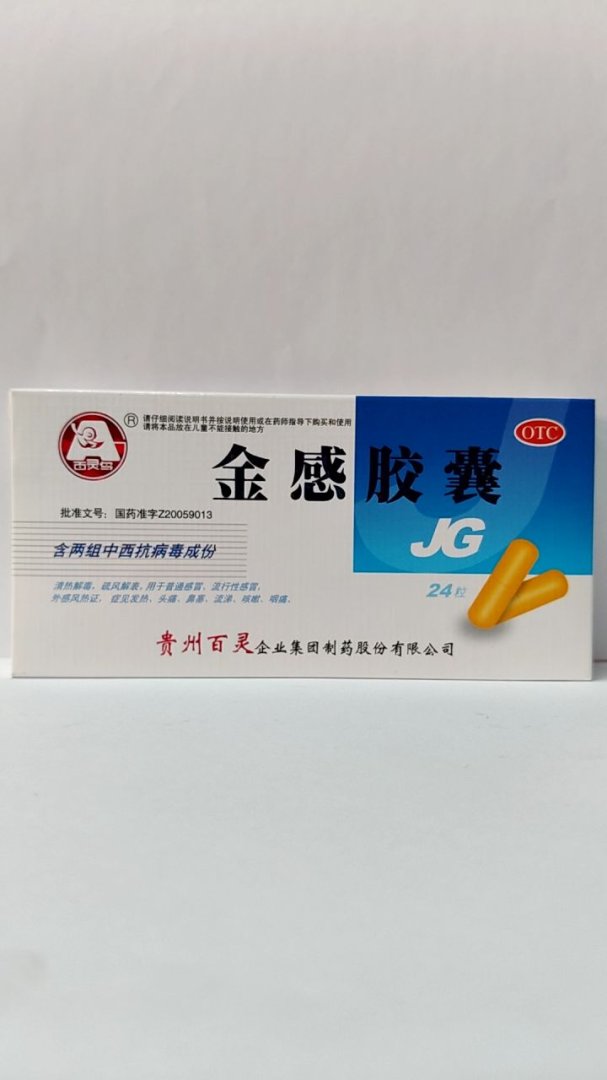 百灵鸟
®
请仔细阅读说明书并按说明使用或在药师指导下购买和使用
请将本品放在儿童不能接触的地方
OTC
金感胶囊
批准文号：国药准字Z20059013
JG
含两组中西抗病毒成份
24粒
清热解毒，疏风解表。用于普通感冒，流行性感冒，
外感风热证，症见发热、头痛、鼻塞、流涕、咳嗽、咽痛。
贵州百灵企业集团制药股份有限公司